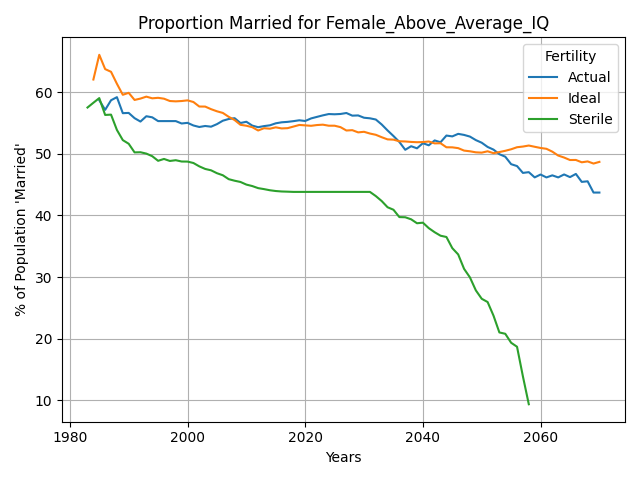 Proportion Married for Female_Above_Average_IQ
% of Population 'Married'
60
50
40
30
20
10
1980
2000
2020
2040
2060
Years
Fertility
Actual
Ideal
Sterile